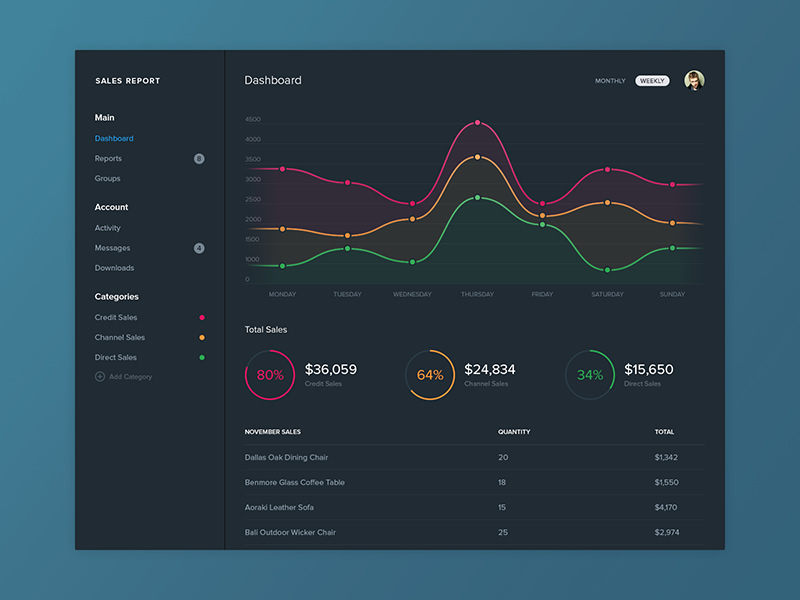 SALES REPORT
Main
Dashboard
Reports 8
Groups
Account
Activity
Messages 4
Downloads
Categories
Credit Sales
Channel Sales
Direct Sales
Add Category
Dashboard
MONTHLY WEEKLY
4500
4000
3500
3000
2500
2000
1500
1000
0
MONDAY TUESDAY WEDNESDAY THURSDAY FRIDAY SATURDAY SUNDAY
Total Sales
80% $36,059
Credit Sales
64% $24,834
Channel Sales
34% $15,650
Direct Sales
NOVEMBER SALES QUANTITY TOTAL
Dallas Oak Dining Chair 20 $1,342
Benmore Glass Coffee Table 18 $1,550
Aoraki Leather Sofa 15 $4,170
Bali Outdoor Wicker Chair 25 $2,974